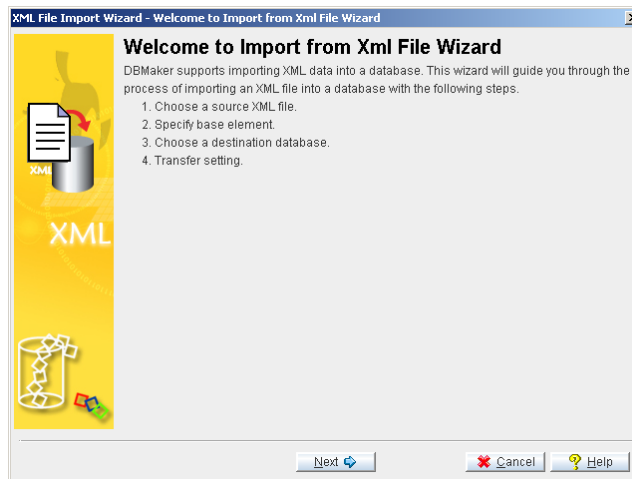 XML File Import Wizard - Welcome to Import from Xml File Wizard
Welcome to Import from Xml File Wizard
DBMaker supports importing XML data into a database. This wizard will guide you through the
process of importing an XML file into a database with the following steps.
1. Choose a source XML file.
2. Specify base element.
3. Choose a destination database.
4. Transfer setting.
XML
XML
Next
Cancel
Help